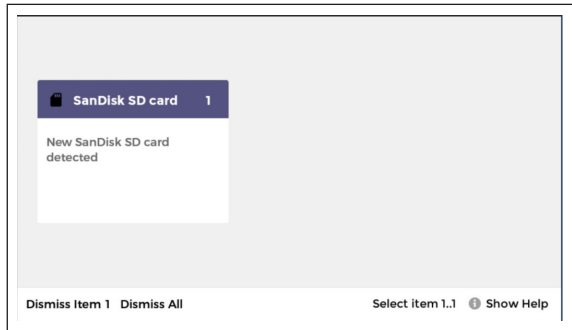 SanDisk SD card 1
New SanDisk SD card
detected
Dismiss Item 1 Dismiss All Select item 1..1 Show Help